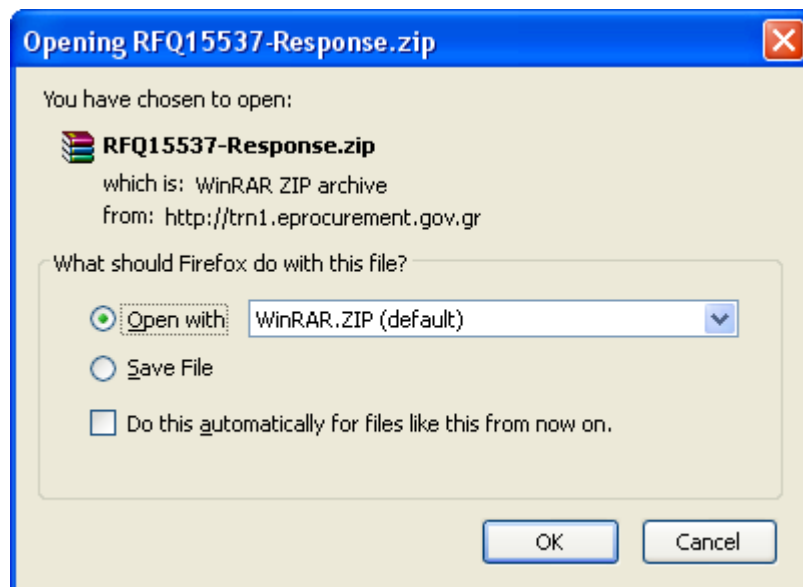 Opening RFQ15537-Response.zip
You have chosen to open:
RFQ15537-Response.zip
which is: WinRAR ZIP archive
from: http://trn1.eprocurement.gov.gr
What should Firefox do with this file?
Open with WinRAR.ZIP (default)
Save File
Do this automatically for files like this from now on.
OK Cancel